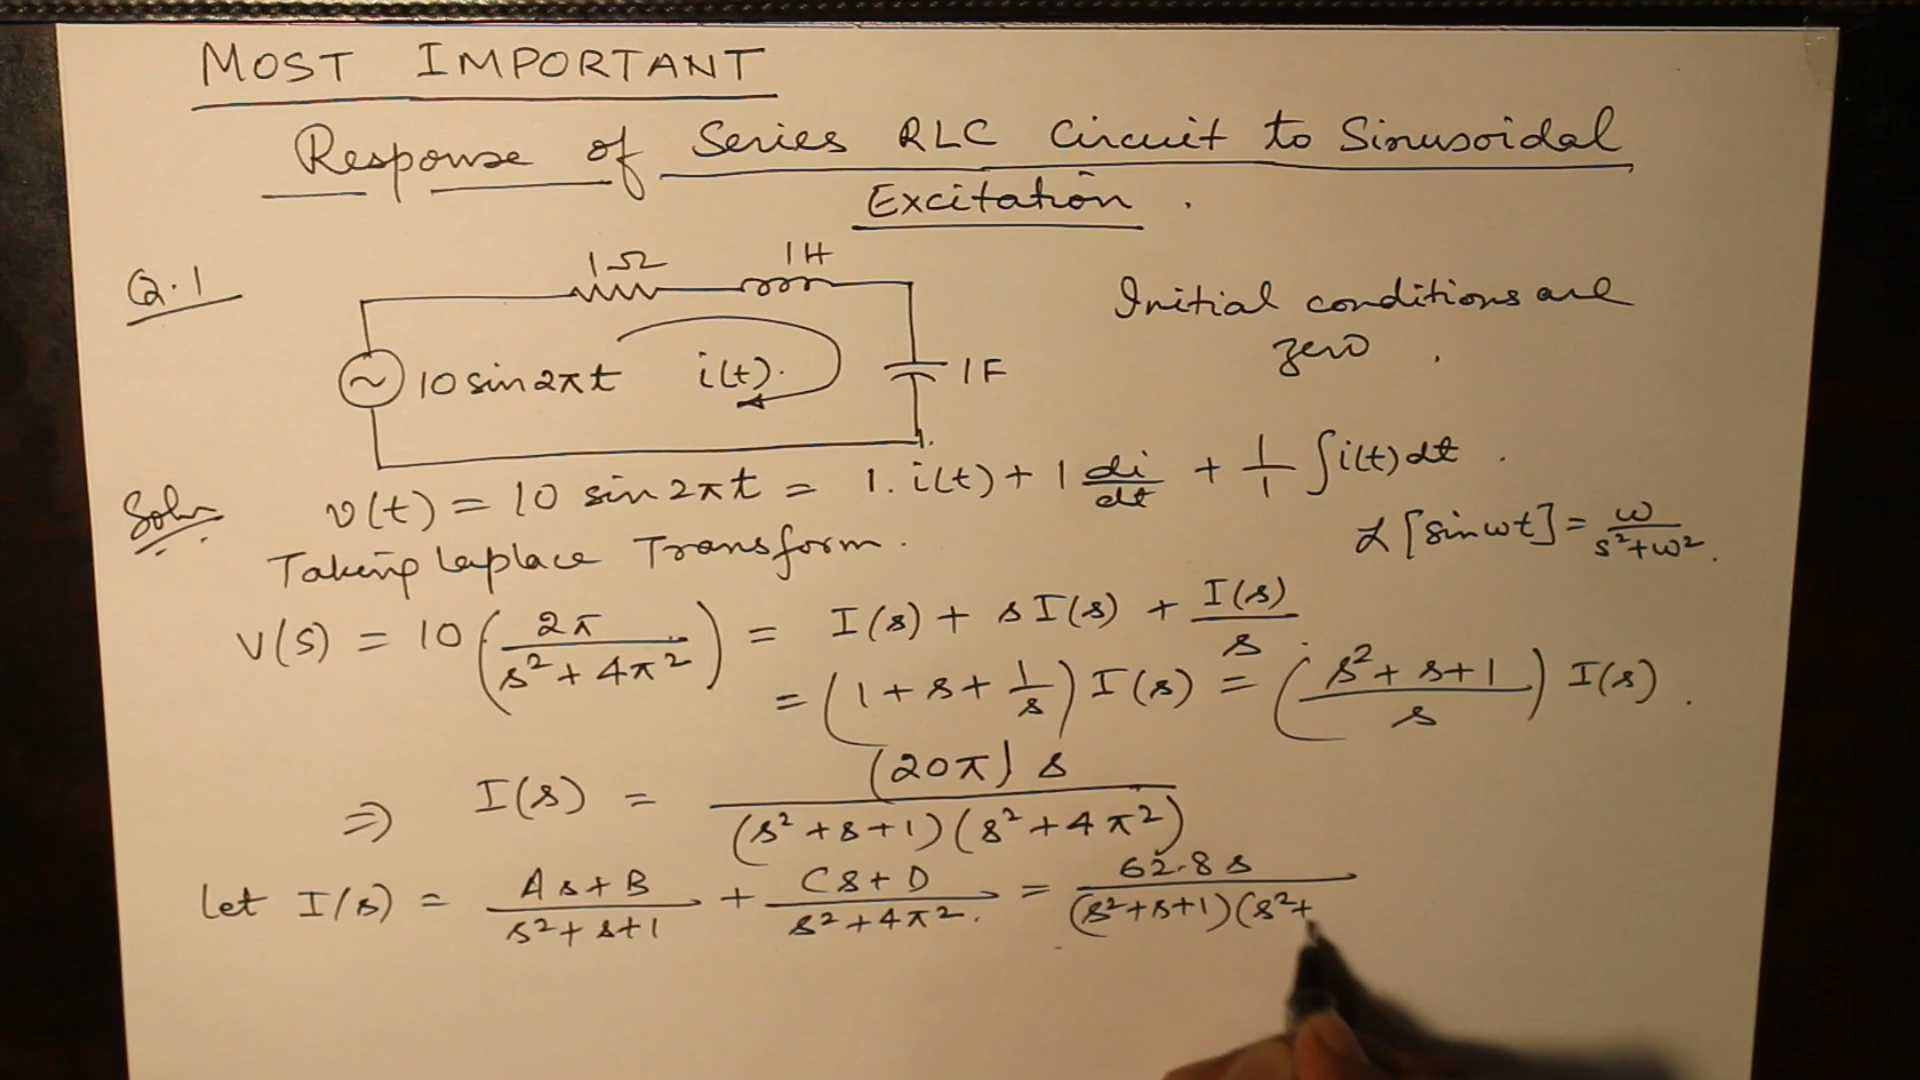 MOST IMPORTANT
Response of Series RLC Circuit to Sinusoidal
Excitation.
Q.1
1Ω 1H
Initial conditions are
zero.
10 sin 2πt i(t). 1F
Soln v(t) = 10 sin 2πt = 1. i(t) + 1 di/dt + 1/1 ∫i(t) dt.
Taking Laplace Transform. ℒ[sin ωt] = ω/(s²+ω²).
V(s) = 10 (2π/(s²+4π²)) = I(s) + sI(s) + I(s)/s
= (1+s+1/s) I(s) = ((s²+s+1)/s) I(s).
⇒ I(s) = (20π) s/((s²+s+1)(s²+4π²))
Let I(s) = (As+B)/(s²+s+1) + (Cs+D)/(s²+4π²) = 62.8 s/(s²+s+1)(s²+